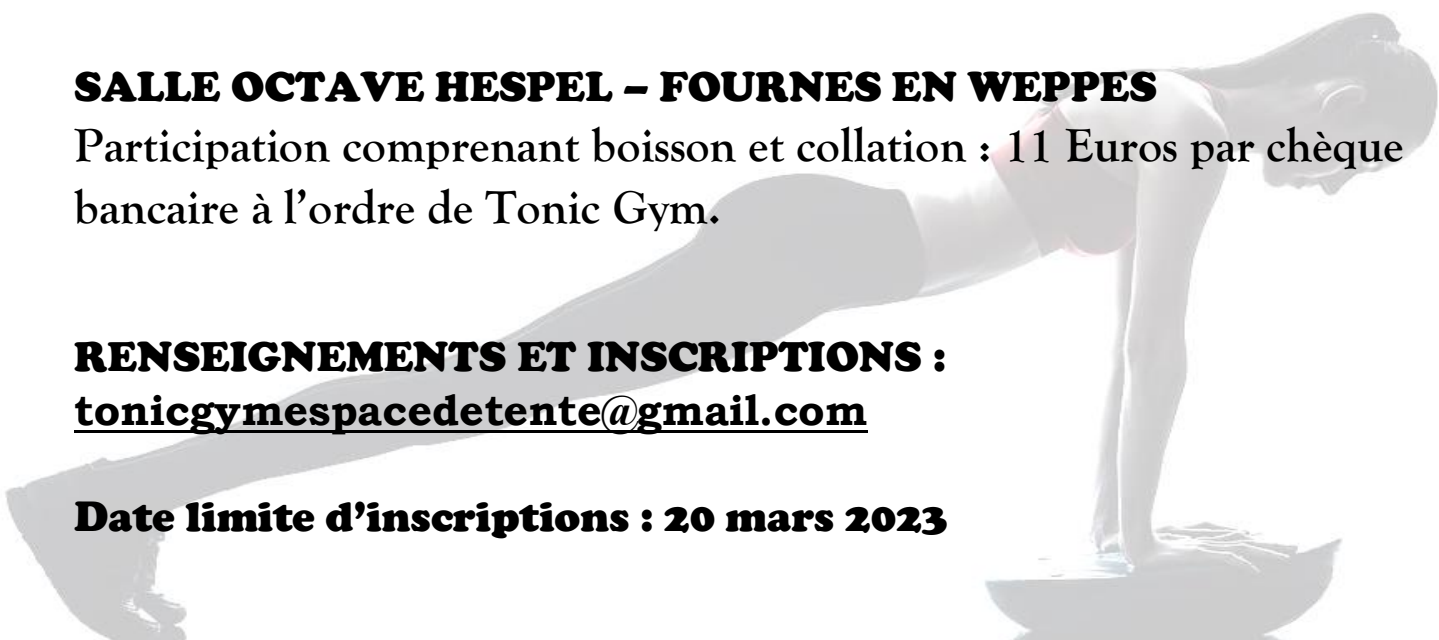 SALLE OCTAVE HESPEL – FOURNES EN WEPPES
Participation comprenant boisson et collation : 11 Euros par chèque
bancaire à l’ordre de Tonic Gym.
RENSEIGNEMENTS ET INSCRIPTIONS :
tonicgymespacedetente@gmail.com
Date limite d’inscriptions : 20 mars 2023